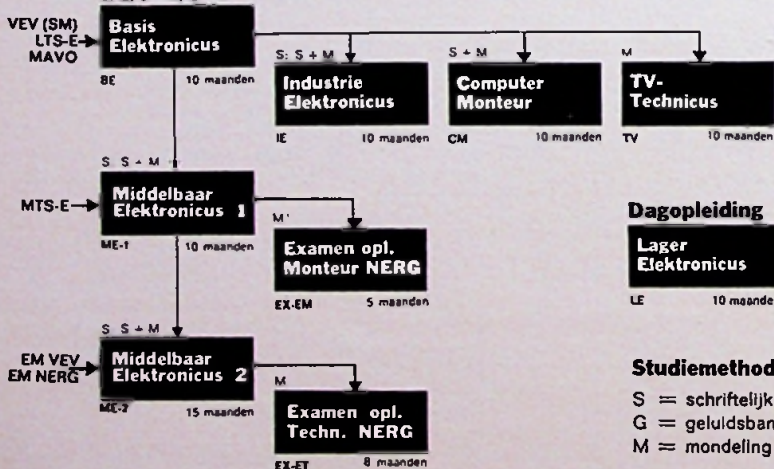 VEV (SM)
LTS-E
MAVO
Basis
Elektronicus
BE 10 maanden
S: S + M
Industrie
Elektronicus
IE 10 maanden
S + M
Computer
Monteur
CM 10 maanden
M
TV-
Technicus
TV 10 maanden
S S + M
MTS-E
Middelbaar
Elektronicus 1
ME-1 10 maanden
M
Examen opl.
Monteur NERG
EX-EM 5 maanden
Dagopleiding
Lager
Elektronicus
LE 10 maande
S S + M
EM VEV
EM NERG
Middelbaar
Elektronicus 2
ME-2 15 maanden
M
Examen opl.
Techn. NERG
EX-ET 8 maanden
Studiemethod
S = schriftelijk
G = geluidsban
M = mondeling